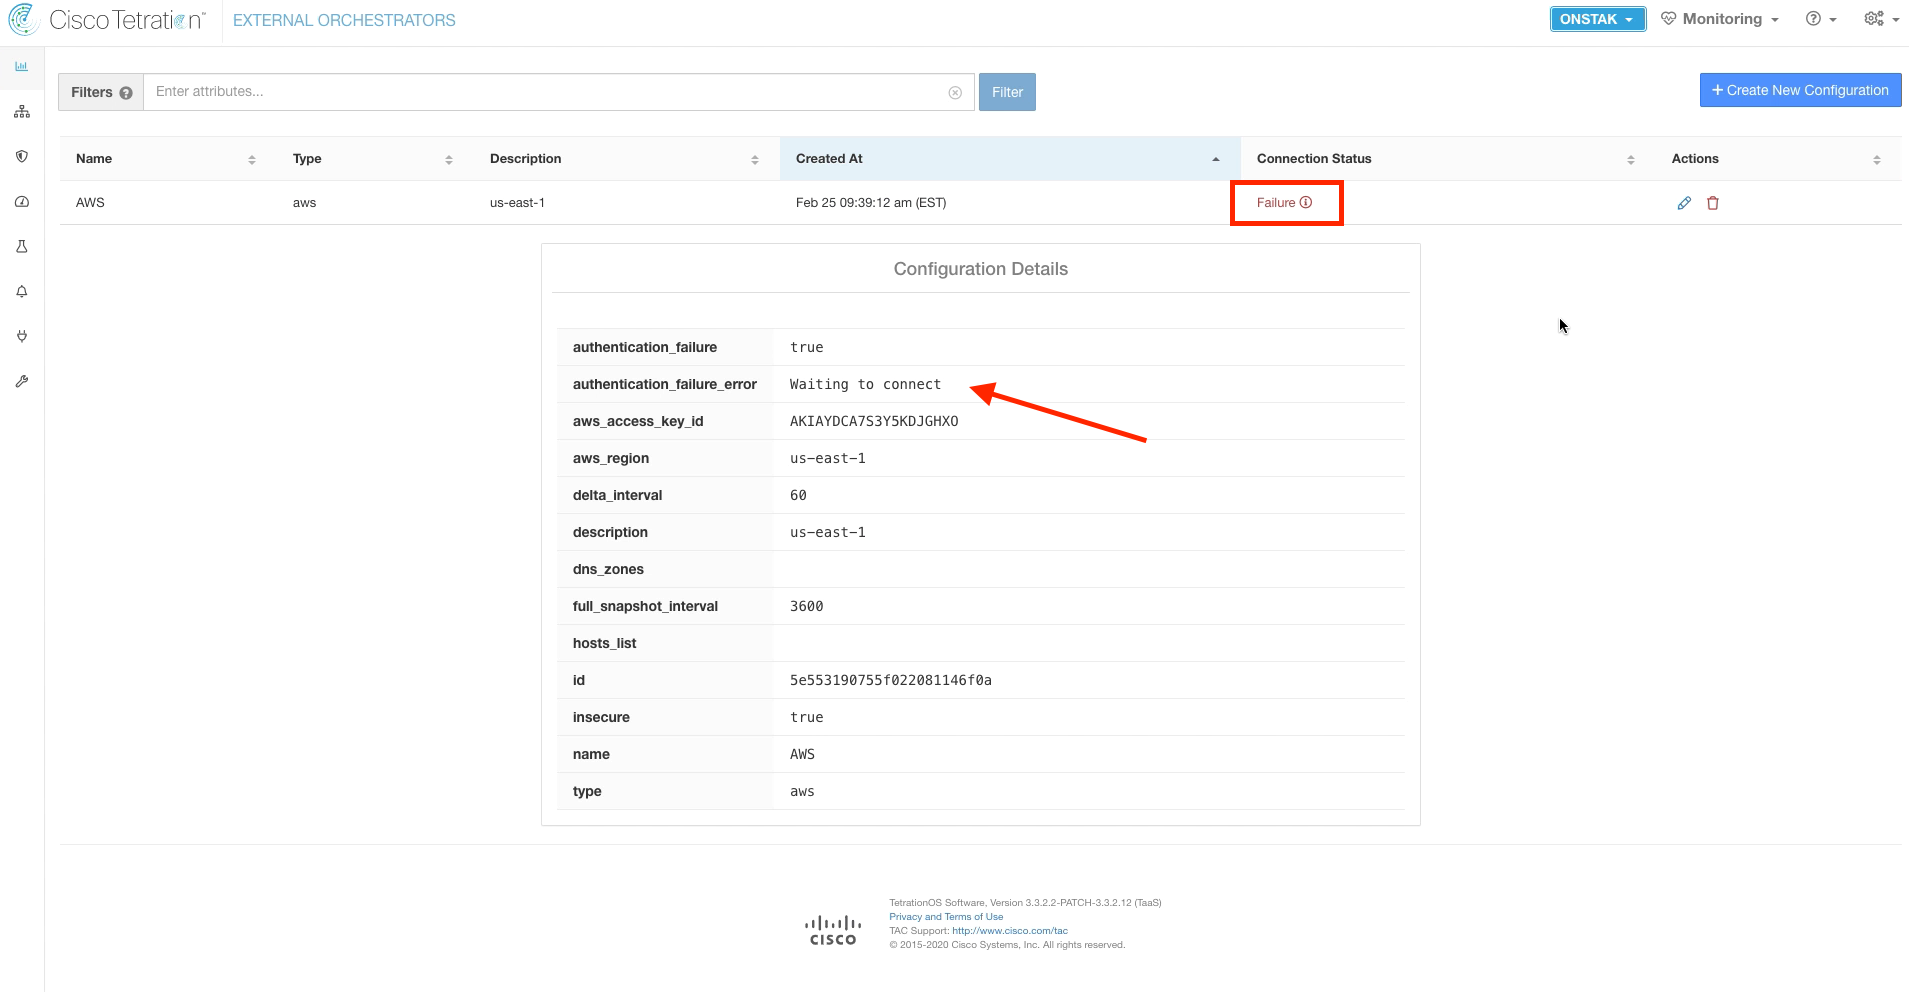 Cisco Tetration™ EXTERNAL ORCHESTRATORS ONSTAK Monitoring
Filters Enter attributes... Filter + Create New Configuration
Name Type Description Created At Connection Status Actions
AWS aws us-east-1 Feb 25 09:39:12 am (EST) Failure
Configuration Details
authentication_failure true
authentication_failure_error Waiting to connect
aws_access_key_id AKIAYDCA7S3Y5KDJGHXO
aws_region us-east-1
delta_interval 60
description us-east-1
dns_zones
full_snapshot_interval 3600
hosts_list
id 5e553190755f022081146f0a
insecure true
name AWS
type aws
TetrationOS Software, Version 3.3.2.2-PATCH-3.3.2.12 (TaaS)
Privacy and Terms of Use
TAC Support: http://www.cisco.com/tac
© 2015-2020 Cisco Systems, Inc. All rights reserved.
CISCO